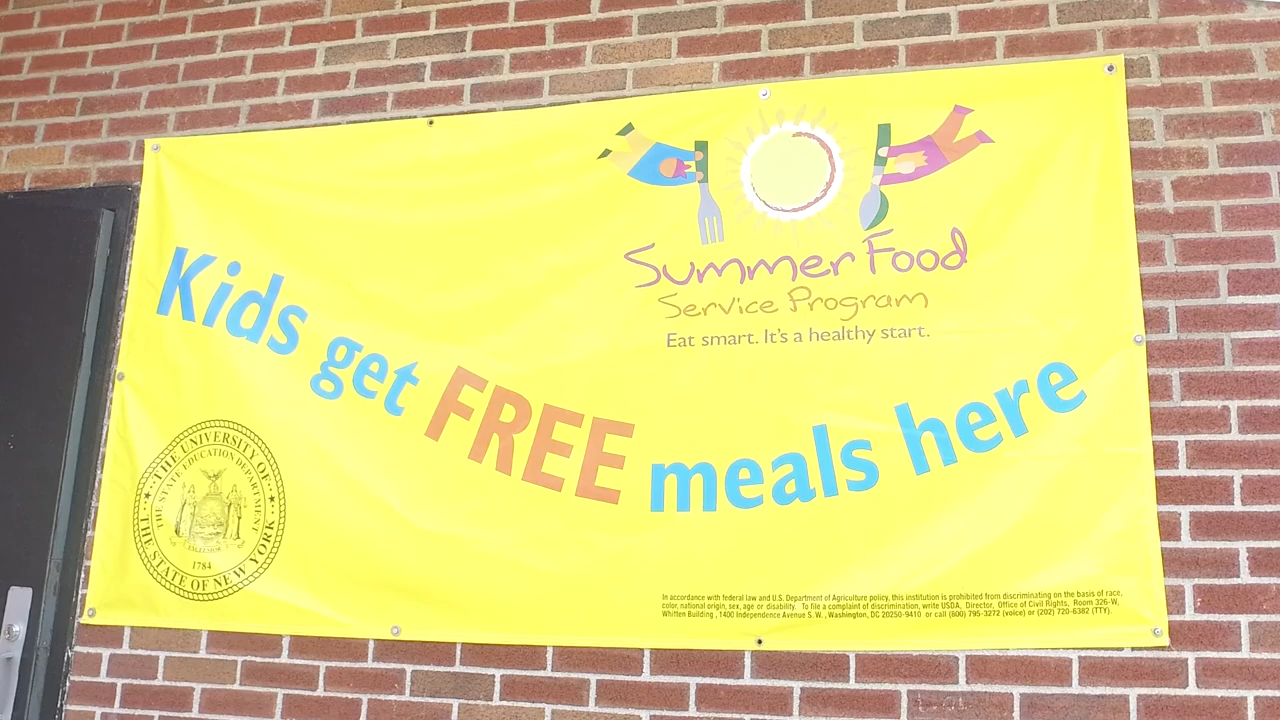 Summer Food
Service Program
Eat smart. It's a healthy start.
Kids get FREE meals here
THE UNIVERSITY OF
THE STATE OF NEW YORK
THE STATE EDUCATION DEPARTMENT
EXCELSIOR
1784
In accordance with federal law and U.S. Department of Agriculture policy, this institution is prohibited from discriminating on the basis of race,
color, national origin, sex, age or disability. To file a complaint of discrimination, write USDA, Director, Office of Civil Rights, Room 326-W,
Whitten Building, 1400 Independence Avenue S.W., Washington, DC 20250-9410 or call (800) 795-3272 (voice) or (202) 720-6382 (TTY).